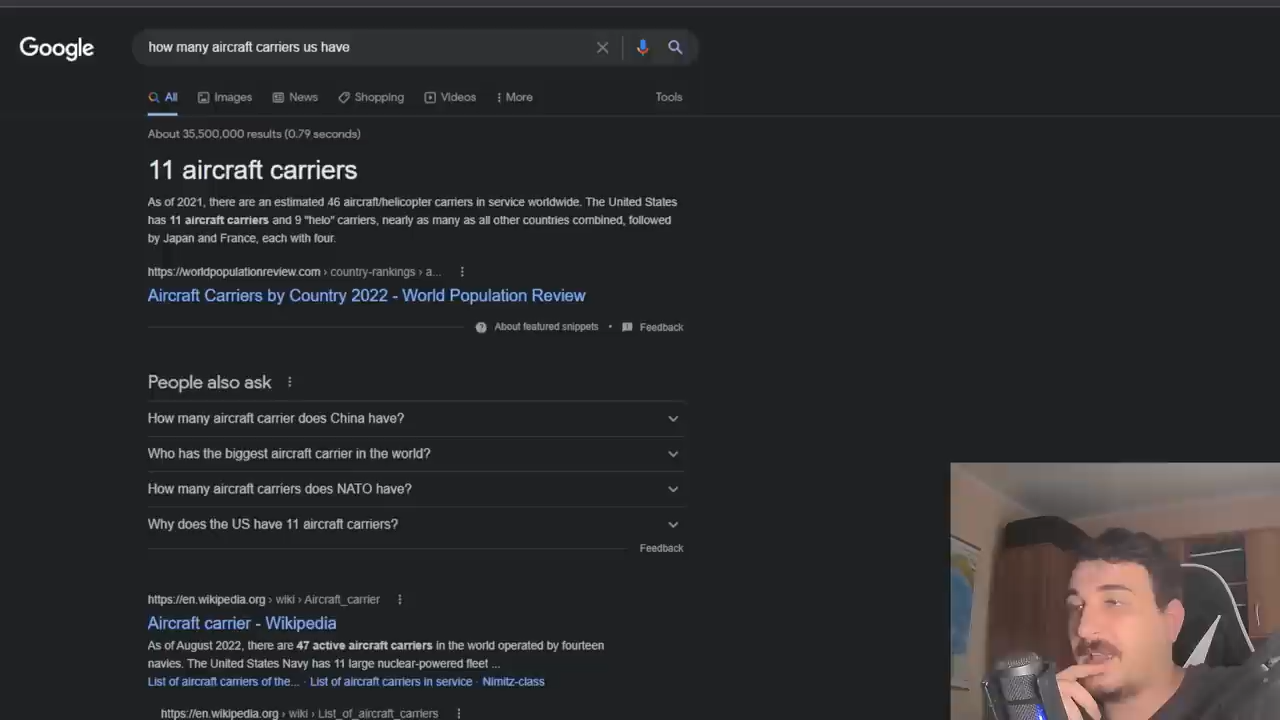 Google
how many aircraft carriers us have
All
Images
News
Shopping
Videos
More
Tools
About 35,500,000 results (0.79 seconds)
11 aircraft carriers
As of 2021, there are an estimated 46 aircraft/helicopter carriers in service worldwide. The United States
has 11 aircraft carriers and 9 "helo" carriers, nearly as many as all other countries combined, followed
by Japan and France, each with four.
https://worldpopulationreview.com › country-rankings › a...
Aircraft Carriers by Country 2022 - World Population Review
About featured snippets • Feedback
People also ask
How many aircraft carrier does China have?
Who has the biggest aircraft carrier in the world?
How many aircraft carriers does NATO have?
Why does the US have 11 aircraft carriers?
Feedback
https://en.wikipedia.org › wiki › Aircraft_carrier
Aircraft carrier - Wikipedia
As of August 2022, there are 47 active aircraft carriers in the world operated by fourteen
navies. The United States Navy has 11 large nuclear-powered fleet ...
List of aircraft carriers of the... · List of aircraft carriers in service · Nimitz-class
https://en.wikipedia.org › wiki › List_of_aircraft_carriers